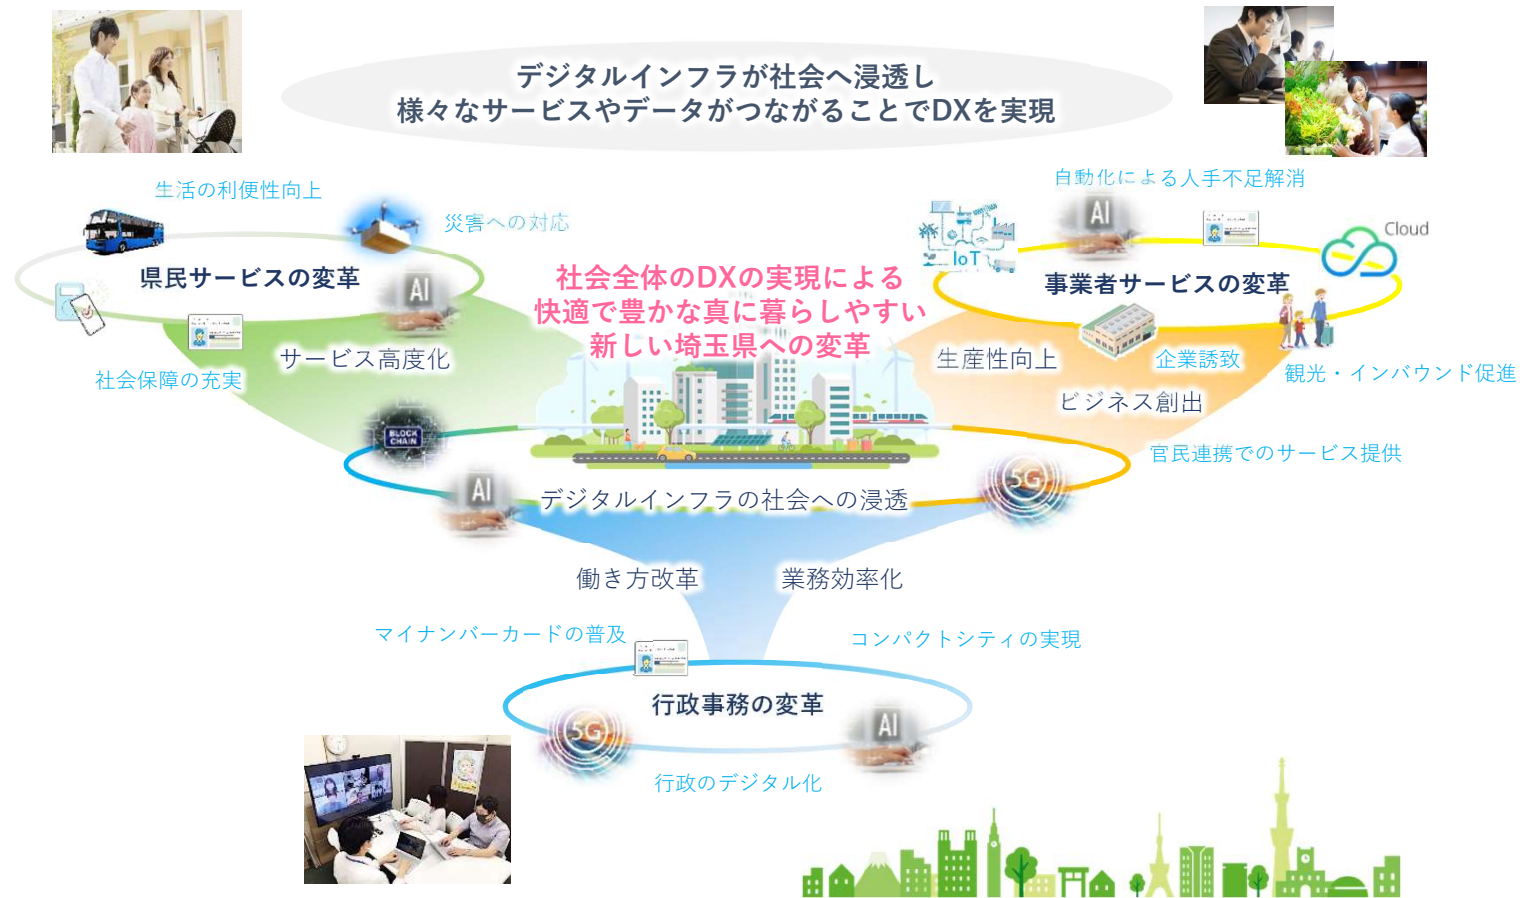 デジタルインフラが社会へ浸透し
様々なサービスやデータがつながることでDXを実現
生活の利便性向上
災害への対応
県民サービスの変革
AI
サービス高度化
社会保障の充実
社会全体のDXの実現による
快適で豊かな真に暮らしやすい
新しい埼玉県への変革
自動化による人手不足解消
AI
IoT
Cloud
事業者サービスの変革
生産性向上
企業誘致
観光・インバウンド促進
ビジネス創出
官民連携でのサービス提供
BLOCK
CHAIN
AI
5G
デジタルインフラの社会への浸透
働き方改革
業務効率化
マイナンバーカードの普及
コンパクトシティの実現
行政事務の変革
5G
AI
行政のデジタル化